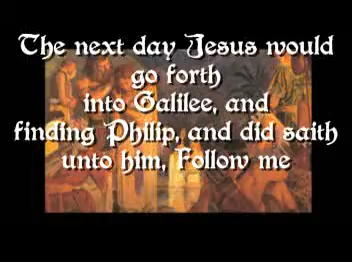 The next day Jesus would
go forth
into Galilee, and
finding Philip, and did saith
unto him, Follow me